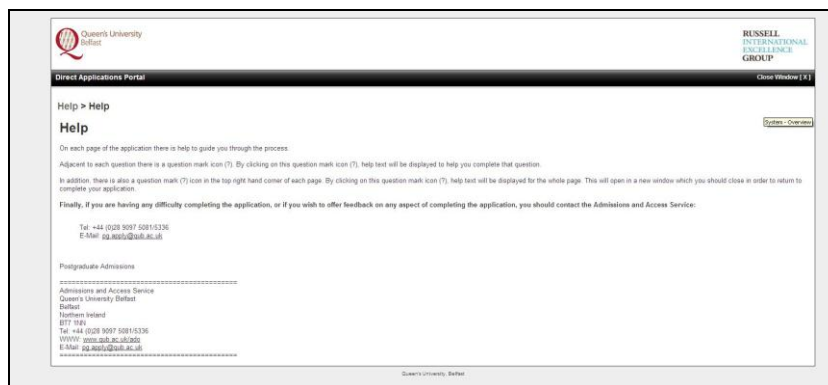 Queen's University
Belfast
RUSSELL
INTERNATIONAL
EXCELLENCE
GROUP
Direct Applications Portal
Close Window [ X ]
Help > Help
System - Overview
Help
On each page of the application there is help to guide you through the process.
Adjacent to each question there is a question mark icon (?). By clicking on this question mark icon (?), help text will be displayed to help you complete that question.
In addition, there is also a question mark (?) icon in the top right hand corner of each page. By clicking on this question mark icon (?), help text will be displayed for the whole page. This will open in a new window which you should close in order to return to
complete your application.
Finally, if you are having any difficulty completing the application, or if you wish to offer feedback on any aspect of completing the application, you should contact the Admissions and Access Service:
Tel: +44 (0)28 9097 5081/5336
E-Mail: pg.apply@qub.ac.uk
Postgraduate Admissions
============================================
Admissions and Access Service
Queen's University Belfast
Belfast
Northern Ireland
BT7 1NN
Tel: +44 (0)28 9097 5081/5336
WWW: www.qub.ac.uk/ado
E-Mail: pg.apply@qub.ac.uk
============================================
Queen's University, Belfast